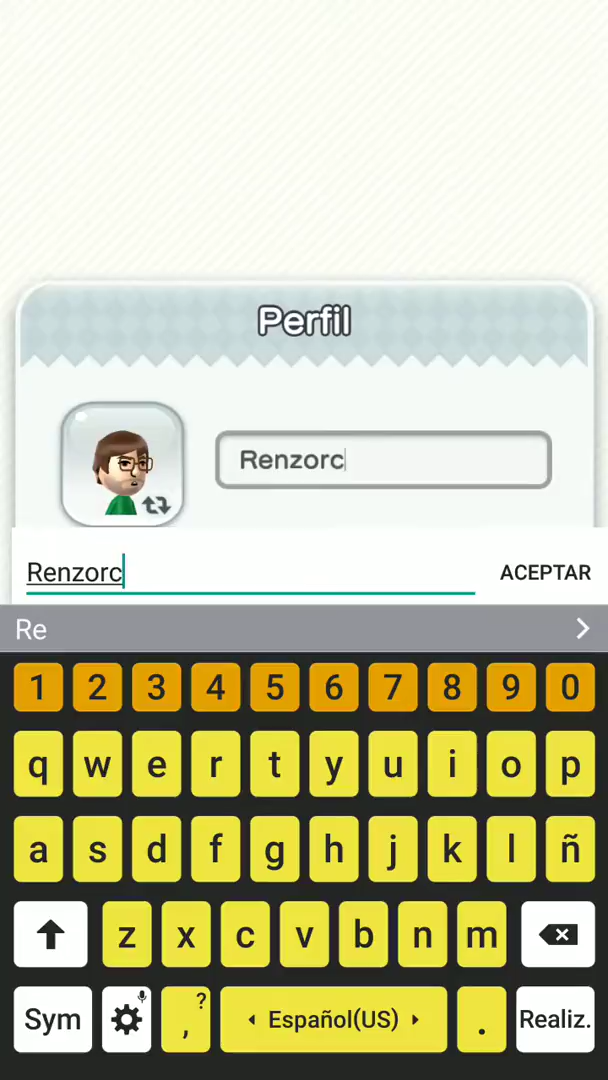 Perfil
Renzorc
Renzorc ACEPTAR
Re
1 2 3 4 5 6 7 8 9 0
q w e r t y u i o p
a s d f g h j k l ñ
z x c v b n m
Sym , ? Español(US) . Realiz.